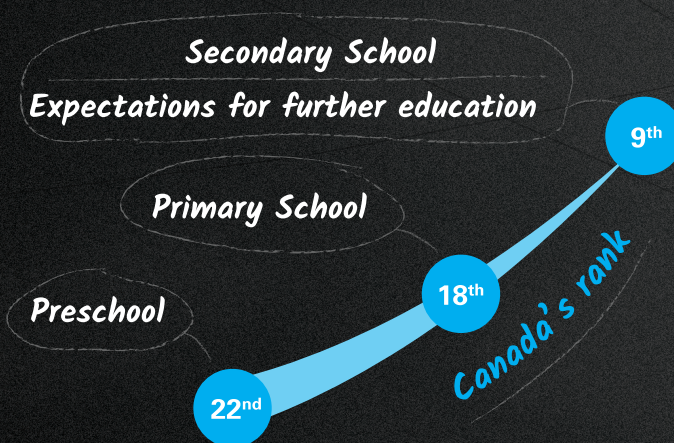 Secondary School
Expectations for further education
9th
Primary School
18th
Canada's rank
Preschool
22nd